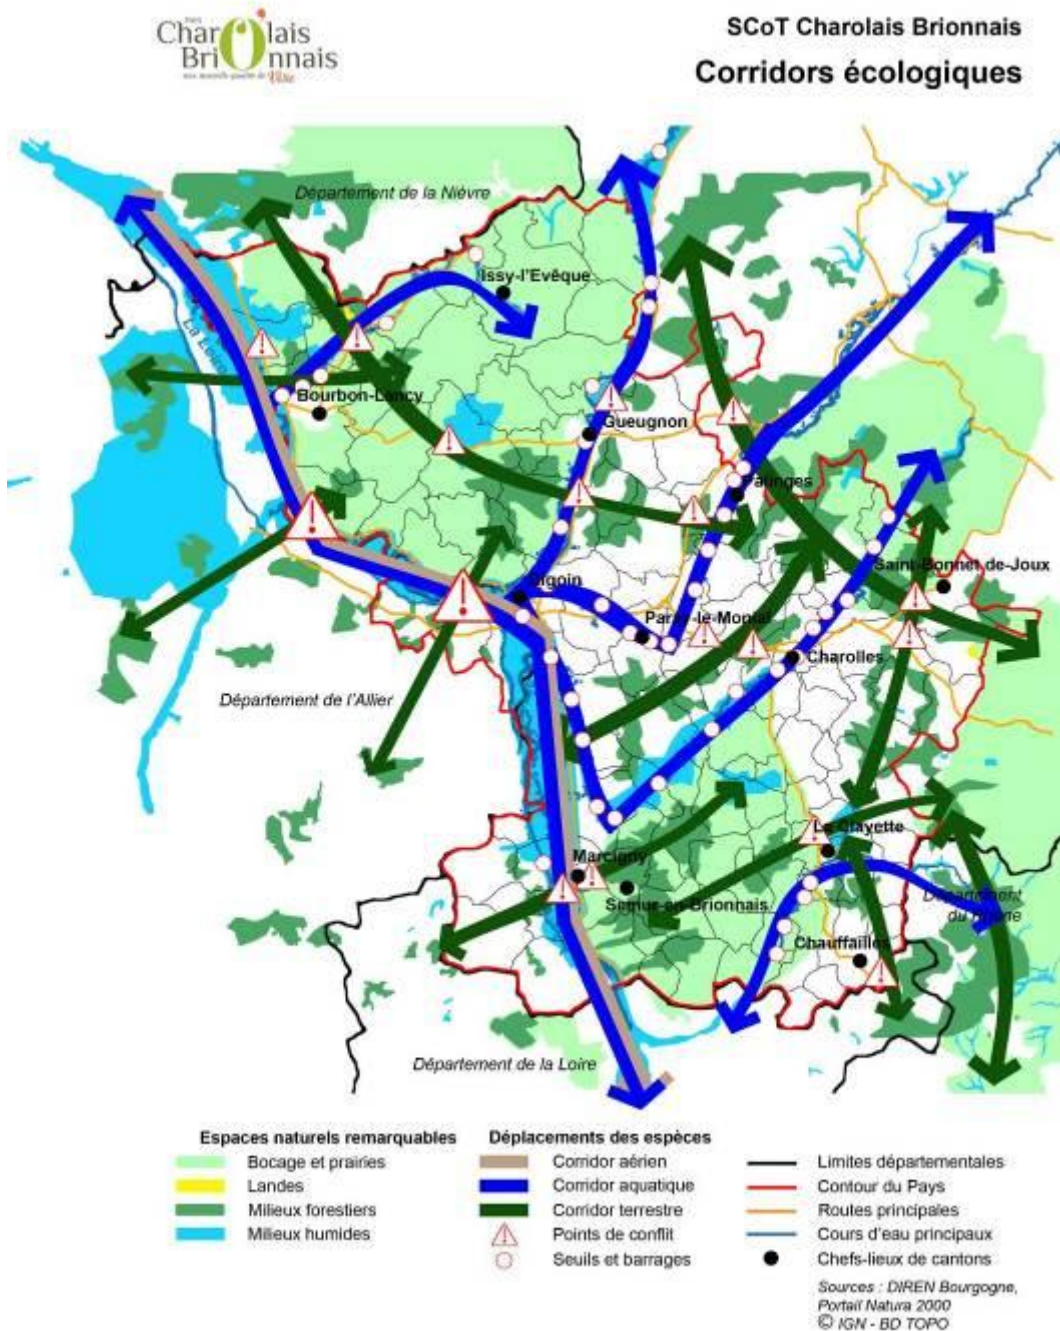 Charolais
Brionnais
SCoT Charolais Brionnais
Corridors écologiques
Département de la Nièvre
Issy-l'Evêque
La Loire
Bourbon-Lancy
Gueugnon
Digoin
Paray-le-Monial
Saint-Bonnet de-Joux
Charolles
Département de l'Allier
La Clayette
Marcigny
Semur-en-Brionnais
Département
du Rhône
Chauffailles
Département de la Loire
Espaces naturels remarquables
Bocage et prairies
Landes
Milieux forestiers
Milieux humides
Déplacements des espèces
Corridor aérien
Corridor aquatique
Corridor terrestre
Points de conflit
Seuils et barrages
Limites départementales
Contour du Pays
Routes principales
Cours d'eau principaux
Chefs-lieux de cantons
Sources : DIREN Bourgogne,
Portail Natura 2000
© IGN - BD TOPO